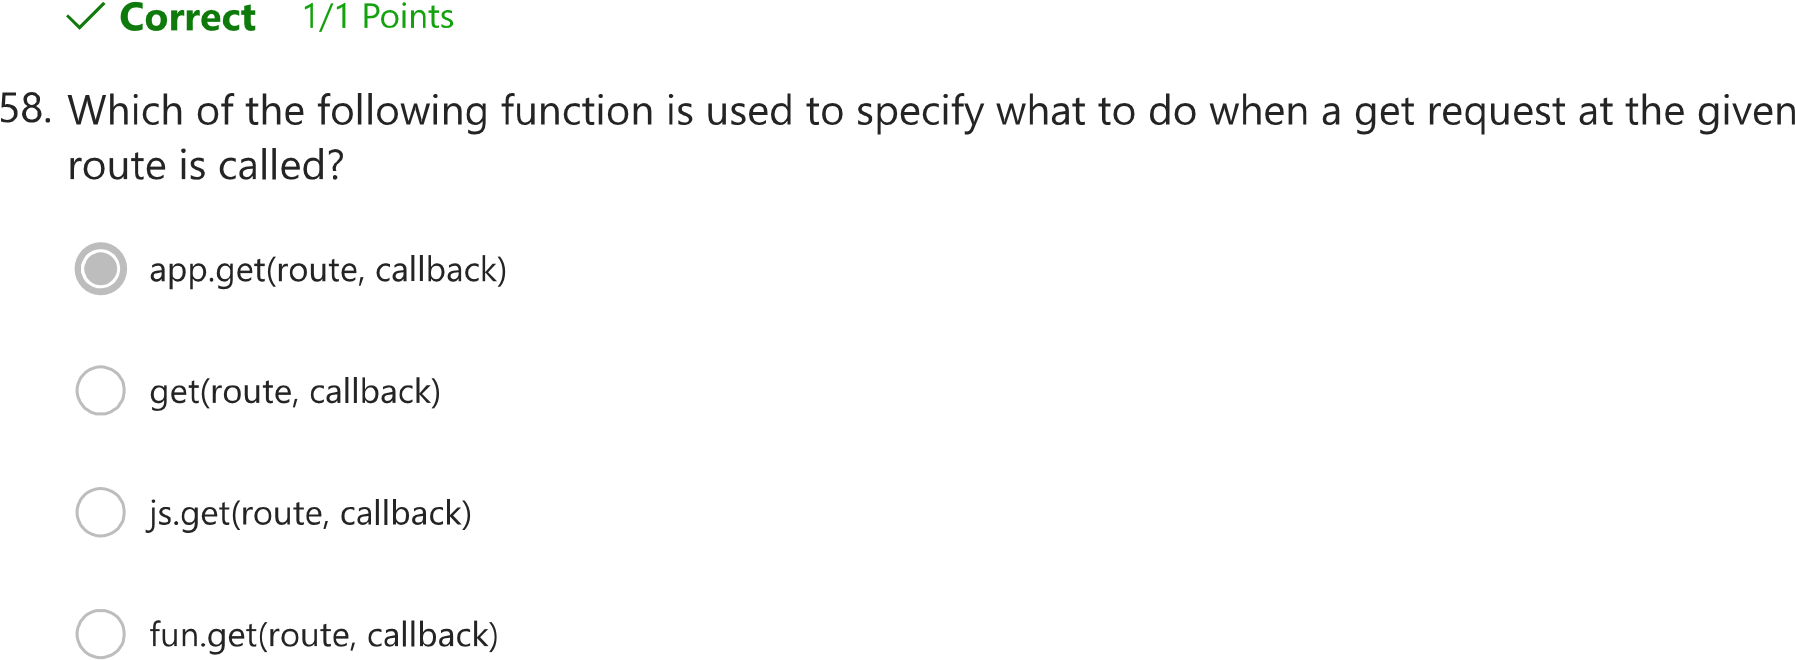 Correct 1/1 Points
58. Which of the following function is used to specify what to do when a get request at the given
route is called?
app.get(route, callback)
get(route, callback)
js.get(route, callback)
fun.get(route, callback)